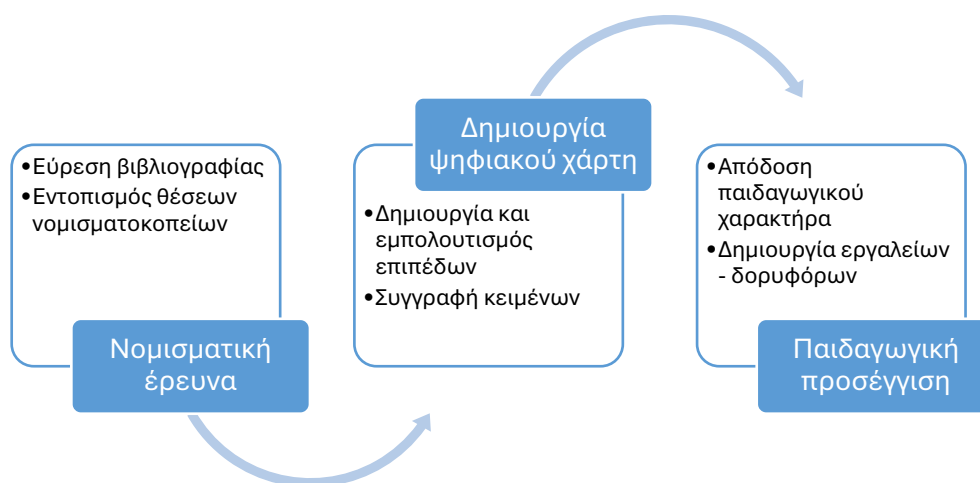 •Εύρεση βιβλιογραφίας
•Εντοπισμός θέσεων
νομισματοκοπείων
Νομισματική
έρευνα
Δημιουργία
ψηφιακού χάρτη
•Δημιουργία και
εμπολουτισμός
επιπέδων
•Συγγραφή κειμένων
•Απόδοση
παιδαγωγικού
χαρακτήρα
•Δημιουργία εργαλείων
- δορυφόρων
Παιδαγωγική
προσέγγιση